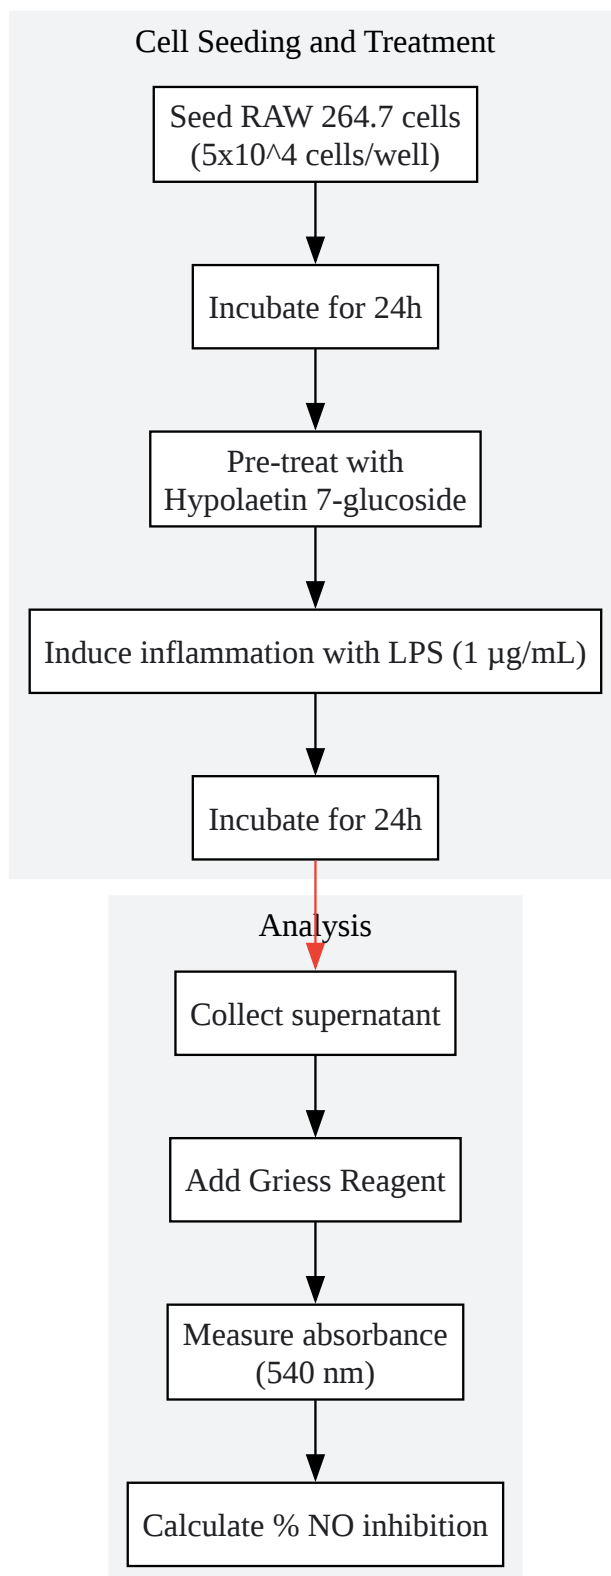 Cell Seeding and Treatment
Seed RAW 264.7 cells
(5x10^4 cells/well)
Incubate for 24h
Pre-treat with
Hypolaetin 7-glucoside
Induce inflammation with LPS (1 µg/mL)
Incubate for 24h
Analysis
Collect supernatant
Add Griess Reagent
Measure absorbance
(540 nm)
Calculate % NO inhibition